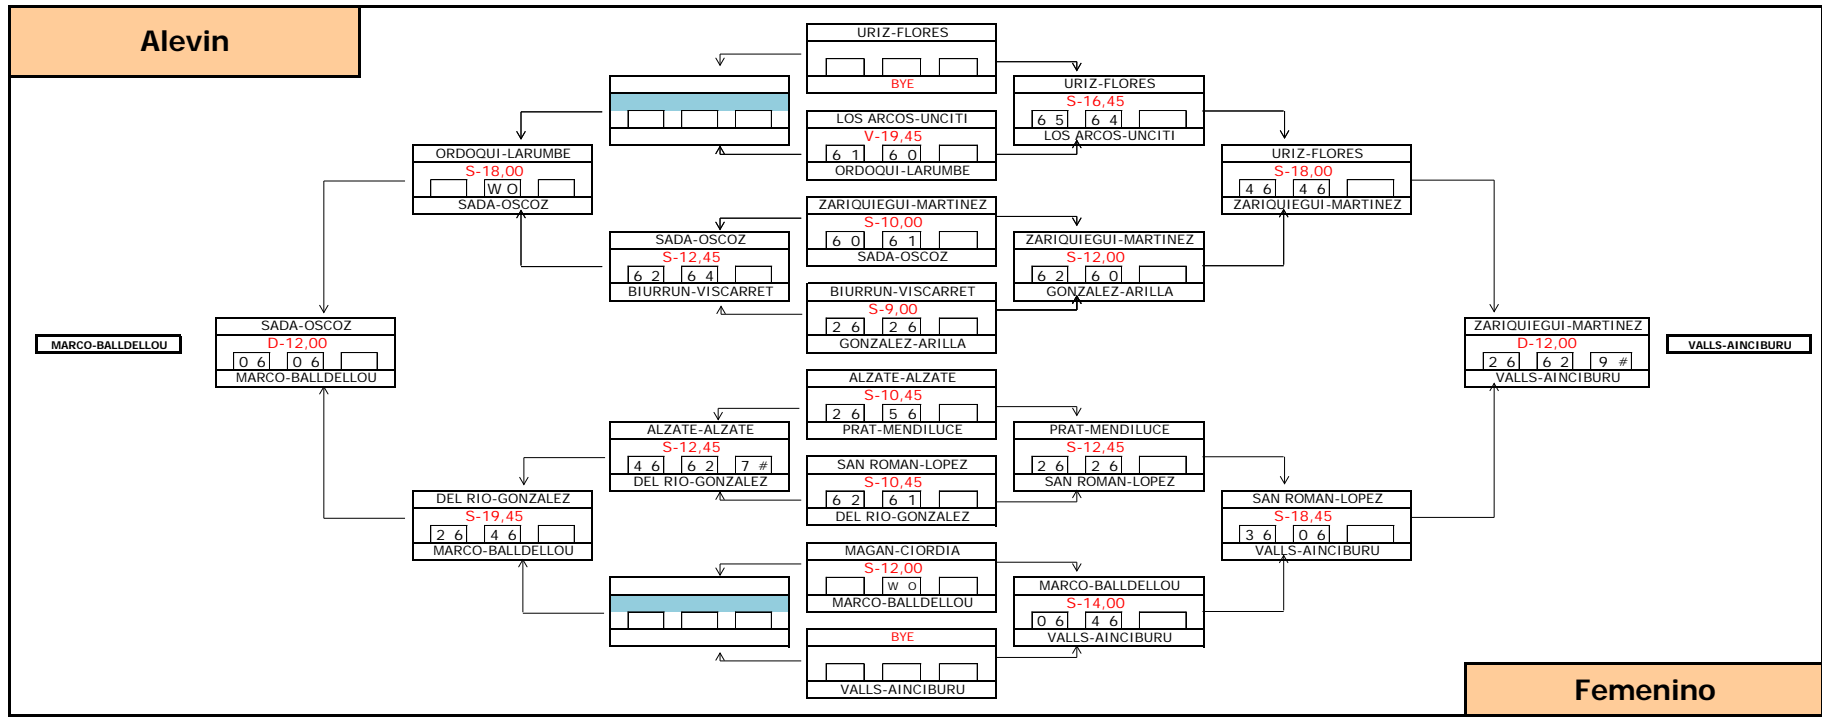 Alevin
URIZ-FLORES
BYE
LOS ARCOS-UNCITI
V-19,45
6 1 6 0
ORDOQUI-LARUMBE
ZARIQUIEGUI-MARTINEZ
S-10,00
6 0 6 1
SADA-OSCOZ
BIURRUN-VISCARRET
S-9,00
2 6 2 6
GONZALEZ-ARILLA
ALZATE-ALZATE
S-10,45
2 6 5 6
PRAT-MENDILUCE
SAN ROMAN-LOPEZ
S-10,45
6 2 6 1
DEL RIO-GONZALEZ
MAGAN-CIORDIA
S-12,00
W O
MARCO-BALLDELLOU
BYE
VALLS-AINCIBURU
SADA-OSCOZ
S-12,45
6 2 6 4
BIURRUN-VISCARRET
ALZATE-ALZATE
S-12,45
4 6 6 2 7 #
DEL RIO-GONZALEZ
ORDOQUI-LARUMBE
S-18,00
W O
SADA-OSCOZ
DEL RIO-GONZALEZ
S-19,45
2 6 4 6
MARCO-BALLDELLOU
SADA-OSCOZ
D-12,00
0 6 0 6
MARCO-BALLDELLOU
MARCO-BALLDELLOU
URIZ-FLORES
S-16,45
6 5 6 4
LOS ARCOS-UNCITI
ZARIQUIEGUI-MARTINEZ
S-12,00
6 2 6 0
GONZALEZ-ARILLA
PRAT-MENDILUCE
S-12,45
2 6 2 6
SAN ROMAN-LOPEZ
MARCO-BALLDELLOU
S-14,00
0 6 4 6
VALLS-AINCIBURU
URIZ-FLORES
S-18,00
4 6 4 6
ZARIQUIEGUI-MARTINEZ
SAN ROMAN-LOPEZ
S-18,45
3 6 0 6
VALLS-AINCIBURU
ZARIQUIEGUI-MARTINEZ
D-12,00
2 6 6 2 9 #
VALLS-AINCIBURU
VALLS-AINCIBURU
Femenino